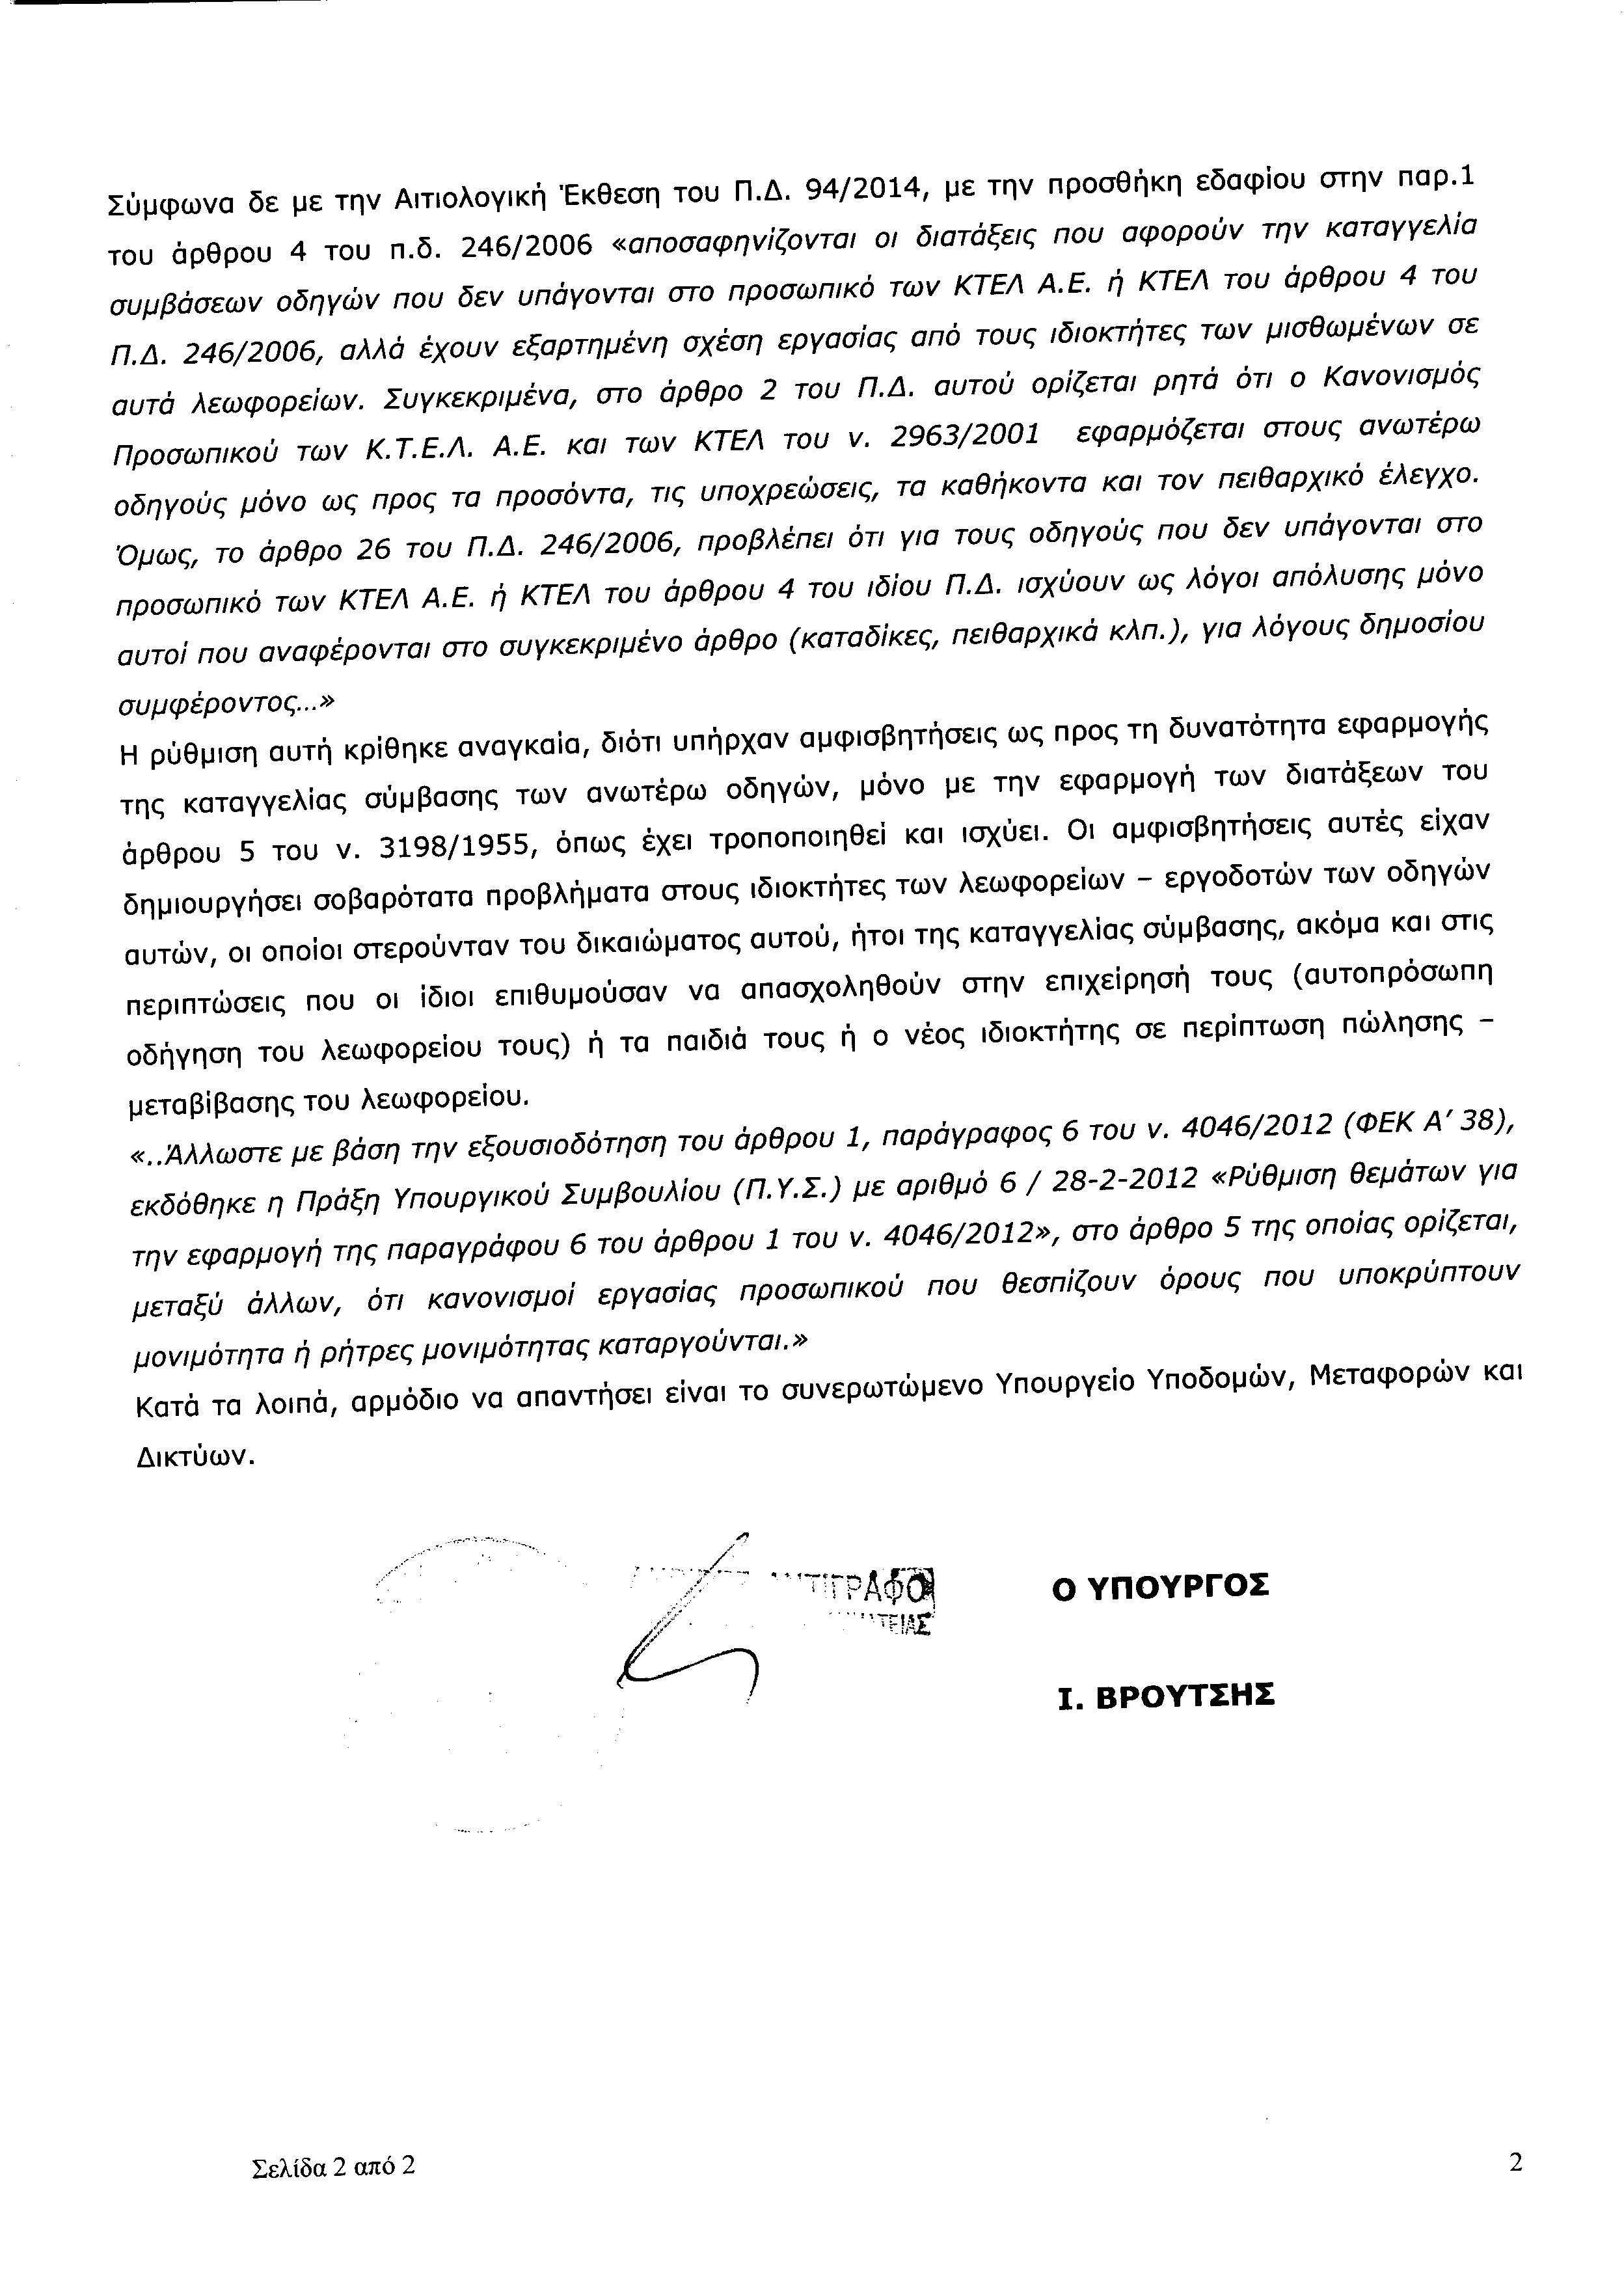 Σύμφωνα δε με την Αιτιολογική Έκθεση του Π.Δ. 94/2014, με την προσθήκη εδαφίου στην παρ.1
του άρθρου 4 του π.δ. 246/2006 «αποσαφηνίζονται οι διατάξεις που αφορούν την καταγγελία
συμβάσεων οδηγών που δεν υπάγονται στο προσωπικό των ΚΤΕΛ Α.Ε. ή ΚΤΕΛ του άρθρου 4 του
Π.Δ. 246/2006, αλλά έχουν εξαρτημένη σχέση εργασίας από τους ιδιοκτήτες των μισθωμένων σε
αυτά λεωφορείων. Συγκεκριμένα, στο άρθρο 2 του Π.Δ. αυτού ορίζεται ρητά ότι ο Κανονισμός
Προσωπικού των Κ.Τ.Ε.Λ. Α.Ε. και των ΚΤΕΛ του ν. 2963/2001 εφαρμόζεται στους ανωτέρω
οδηγούς μόνο ως προς τα προσόντα, τις υποχρεώσεις, τα καθήκοντα και τον πειθαρχικό έλεγχο.
Όμως, το άρθρο 26 του Π.Δ. 246/2006, προβλέπει ότι για τους οδηγούς που δεν υπάγονται στο
προσωπικό των ΚΤΕΛ Α.Ε. ή ΚΤΕΛ του άρθρου 4 του ιδίου Π.Δ. ισχύουν ως λόγοι απόλυσης μόνο
αυτοί που αναφέρονται στο συγκεκριμένο άρθρο (καταδίκες, πειθαρχικά κλπ.), για λόγους δημοσίου
συμφέροντος...»
Η ρύθμιση αυτή κρίθηκε αναγκαία, διότι υπήρχαν αμφισβητήσεις ως προς τη δυνατότητα εφαρμογής
της καταγγελίας σύμβασης των ανωτέρω οδηγών, μόνο με την εφαρμογή των διατάξεων του
άρθρου 5 του ν. 3198/1955, όπως έχει τροποποιηθεί και ισχύει. Οι αμφισβητήσεις αυτές είχαν
δημιουργήσει σοβαρότατα προβλήματα στους ιδιοκτήτες των λεωφορείων – εργοδοτών των οδηγών
αυτών, οι οποίοι στερούνταν του δικαιώματος αυτού, ήτοι της καταγγελίας σύμβασης, ακόμα και στις
περιπτώσεις που οι ίδιοι επιθυμούσαν να απασχοληθούν στην επιχείρησή τους (αυτοπρόσωπη
οδήγηση του λεωφορείου τους) ή τα παιδιά τους ή ο νέος ιδιοκτήτης σε περίπτωση πώλησης –
μεταβίβασης του λεωφορείου.
«..Άλλωστε με βάση την εξουσιοδότηση του άρθρου 1, παράγραφος 6 του ν. 4046/2012 (ΦΕΚ Α' 38),
εκδόθηκε η Πράξη Υπουργικού Συμβουλίου (Π.Υ.Σ.) με αριθμό 6 / 28-2-2012 «Ρύθμιση θεμάτων για
την εφαρμογή της παραγράφου 6 του άρθρου 1 του ν. 4046/2012», στο άρθρο 5 της οποίας ορίζεται,
μεταξύ άλλων, ότι κανονισμοί εργασίας προσωπικού που θεσπίζουν όρους που υποκρύπτουν
μονιμότητα ή ρήτρες μονιμότητας καταργούνται.»
Κατά τα λοιπά, αρμόδιο να απαντήσει είναι το συνερωτώμενο Υπουργείο Υποδομών, Μεταφορών και
Δικτύων.
Ο ΥΠΟΥΡΓΟΣ
Ι. ΒΡΟΥΤΣΗΣ
Σελίδα 2 από 2
2